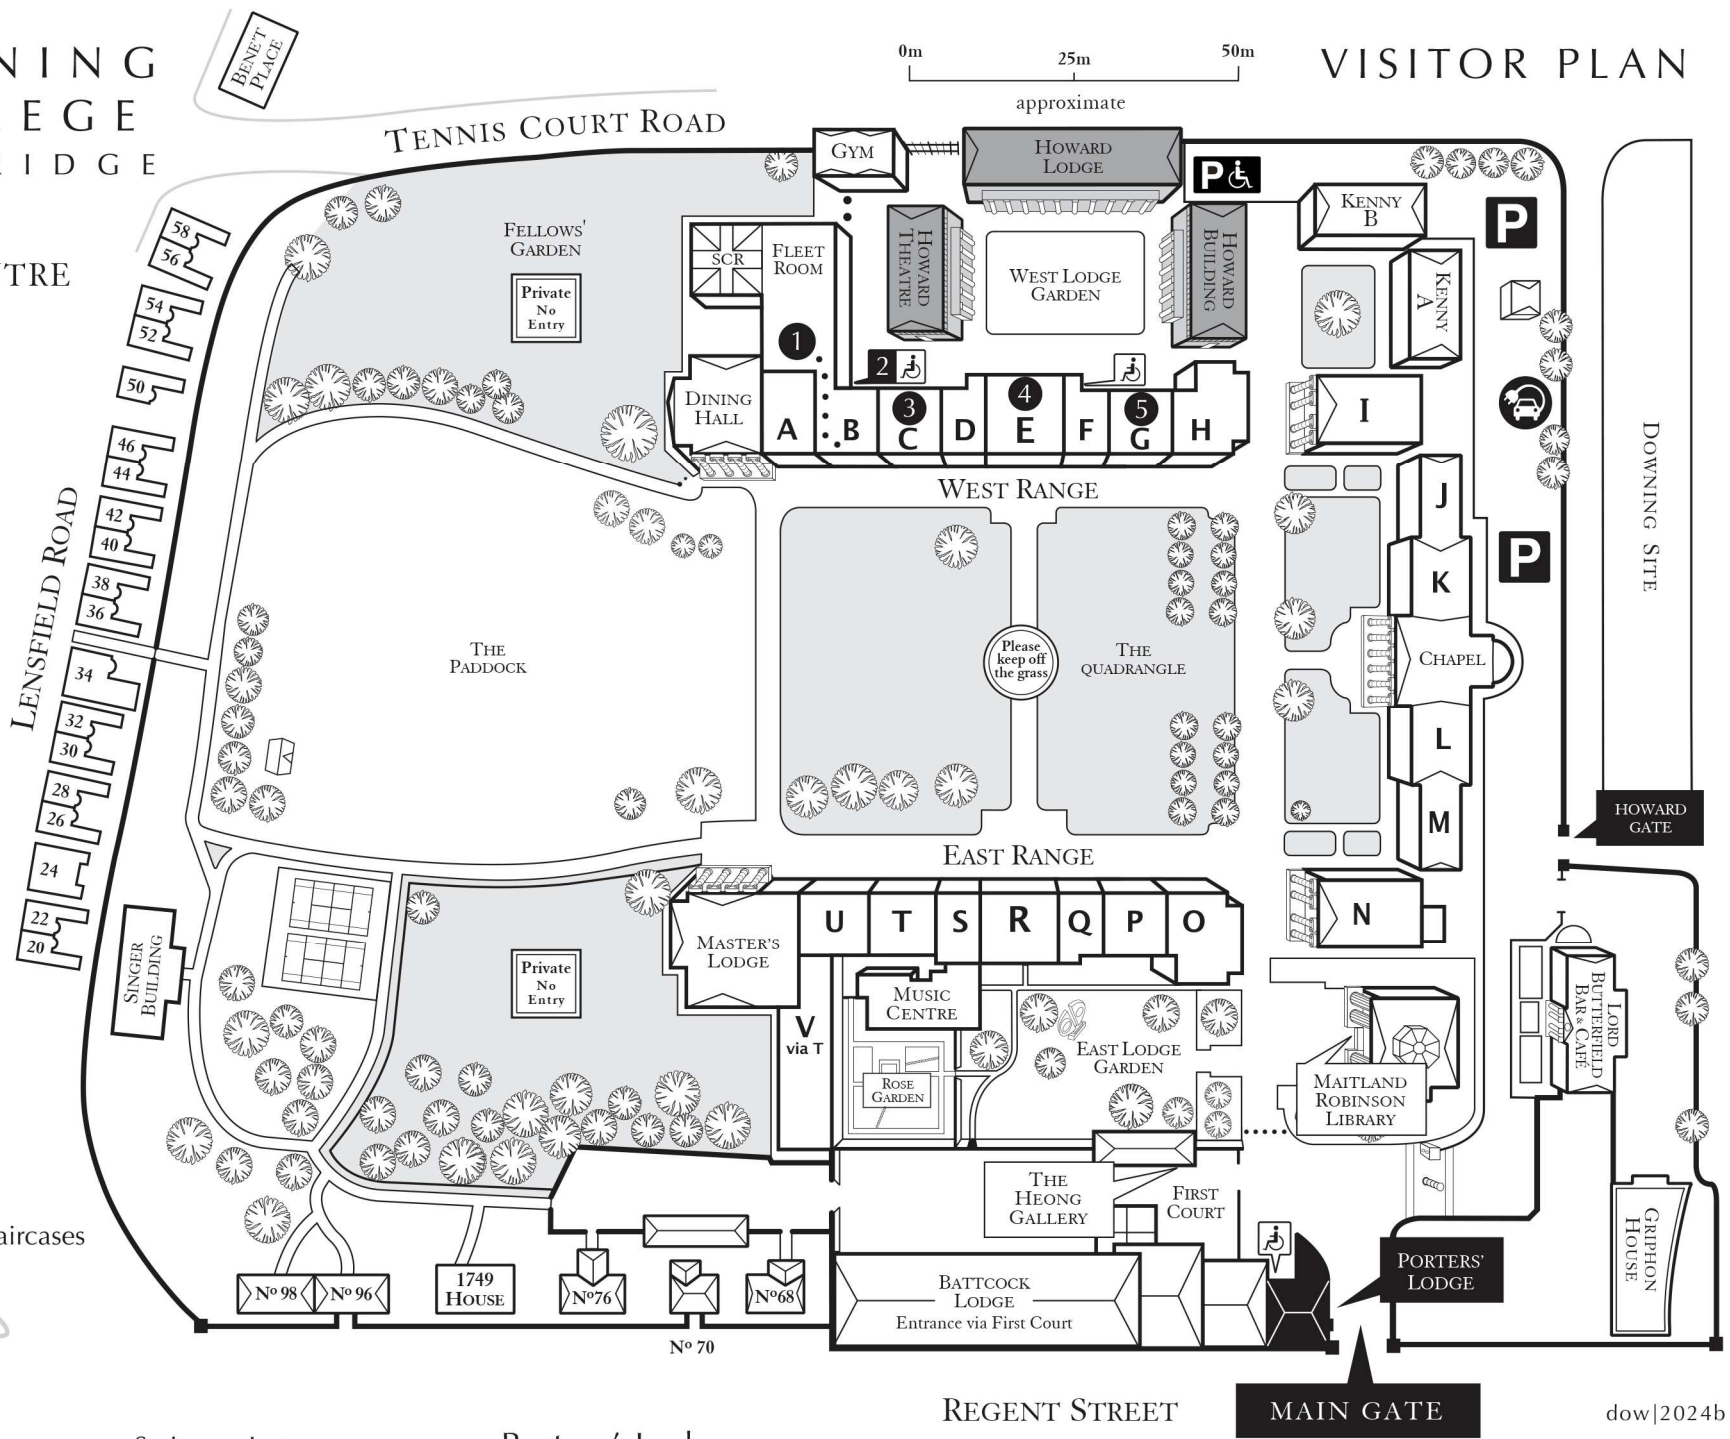 NING
EGE
IDGE
TRE
BENE'T
PLACE
0m
25m
50m
approximate
VISITOR PLAN
TENNIS COURT ROAD
GYM
HOWARD
LODGE
P
KENNY
B
P
FELLOWS'
GARDEN
Private
No
Entry
SCR
FLEET
ROOM
HOWARD
THEATRE
WEST LODGE
GARDEN
HOWARD
BUILDING
KENNY
A
58
56
54
52
50
46
44
42
40
38
36
34
32
30
28
26
24
22
20
LENSFIELD ROAD
1
2
3
4
5
DINING
HALL
A
B
C
D
E
F
G
H
I
WEST RANGE
J
K
P
DOWNING SITE
THE
PADDOCK
Please
keep off
the grass
THE
QUADRANGLE
CHAPEL
L
M
HOWARD
GATE
EAST RANGE
U
T
S
R
Q
P
O
N
MASTER'S
LODGE
Private
No
Entry
SINGER
BUILDING
MUSIC
CENTRE
V
via T
ROSE
GARDEN
EAST LODGE
GARDEN
MAITLAND
ROBINSON
LIBRARY
LORD
BUTTERFIELD
BAR & CAFÉ
THE
HEONG
GALLERY
FIRST
COURT
GRIPHON
HOUSE
PORTERS'
LODGE
aircases
Nº 98
Nº 96
1749
HOUSE
Nº76
Nº 70
Nº68
BATTCOCK
LODGE
Entrance via First Court
REGENT STREET
MAIN GATE
dow|2024b